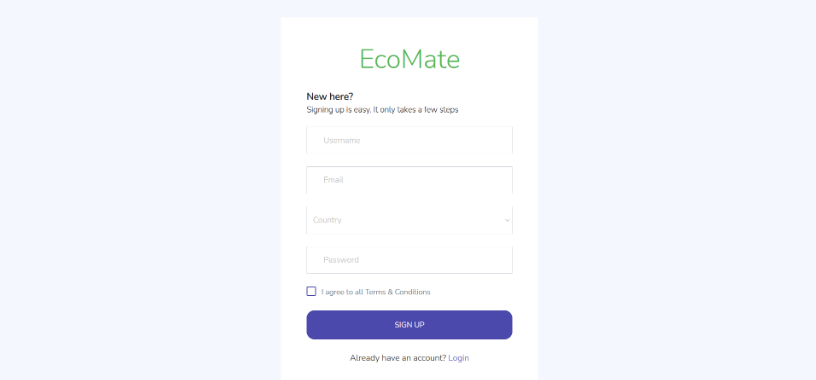 EcoMate
New here?
Signing up is easy. It only takes a few steps
Username
Email
Country
Password
I agree to all Terms & Conditions
SIGN UP
Already have an account? Login